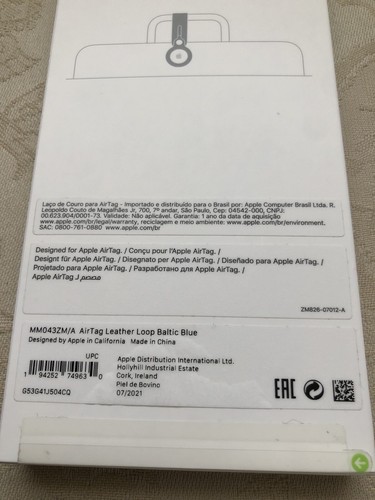 Laço de Couro para AirTag - Importado e distribuído para o Brasil por: Apple Computer Brasil Ltda. R.
Leopoldo Couto de Magalhães Jr, 700, 7º andar, São Paulo, Cep: 04542-000, CNPJ:
00.623.904/0001-73. Validade: Não aplicável. Garantia: 1 ano da data de aquisição
www.apple.com/br/legal/warranty, reciclagem e meio ambiente: www.apple.com/br/environment.
SAC: 0800-761-0880 www.apple.com/br
Designed for Apple AirTag. / Conçu pour l'Apple AirTag. /
Designt für Apple AirTag. / Disegnato per Apple AirTag. / Diseñado para Apple AirTag. /
Projetado para Apple AirTag. / Разработано для Apple AirTag. /
مصمم لـ Apple AirTag
ZM828-07012-A
MM043ZM/A AirTag Leather Loop Baltic Blue
Designed by Apple in California Made in China
UPC
1 94252 74963 0
G53G41J504CQ
Apple Distribution International Ltd.
Hollyhill Industrial Estate
Cork, Ireland
Piel de Bovino
07/2021
EAC